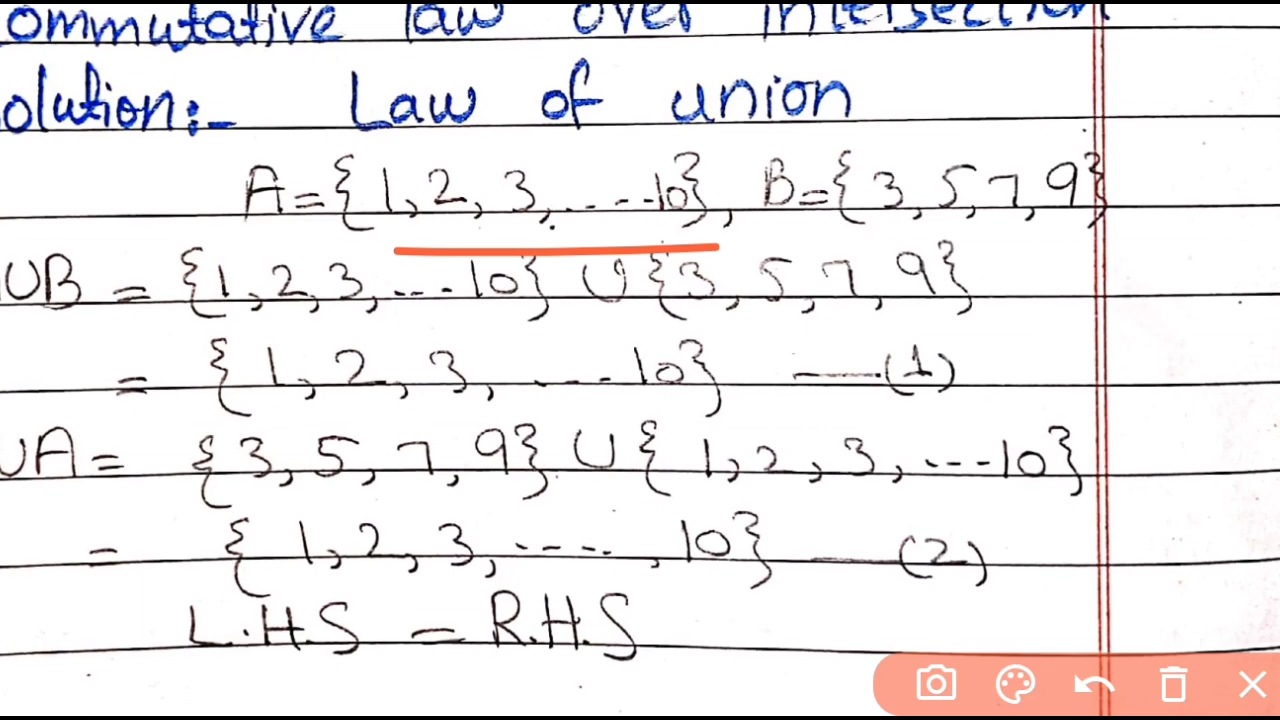 ommutative law over intersection
olution:- Law of union
A={1,2,3,....10}, B={3,5,7,9}
UB = {1,2,3,...10} U {3,5,7,9}
= {1,2,3,....10} —(1)
UA= {3,5,7,9} U {1,2,3,....10}
= {1,2,3,....,10} —(2)
L.H.S = R.H.S